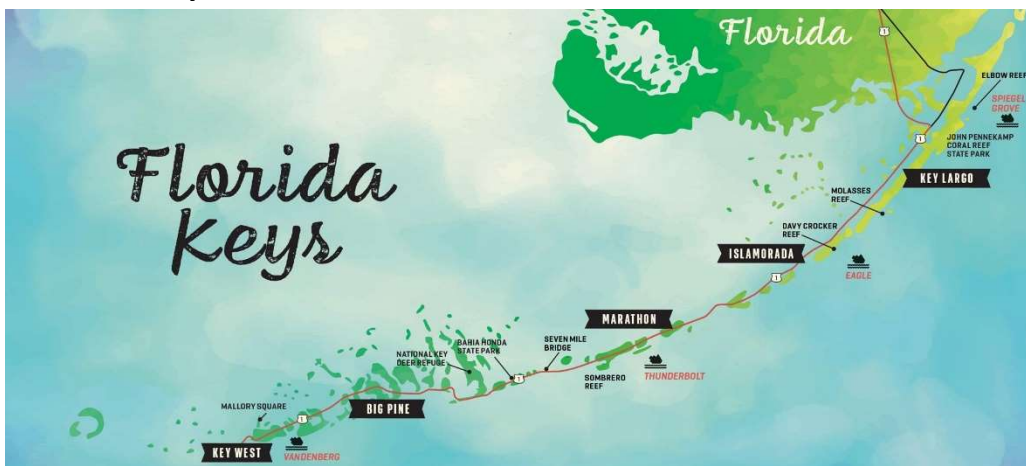 Florida
1
ELBOW REEF
SPIEGEL
GROVE
1
JOHN PENNEKAMP
CORAL REEF
STATE PARK
KEY LARGO
Florida
Keys
MOLASSES
REEF
DAVY CROCKER
REEF
ISLAMORADA
1
EAGLE
MARATHON
SEVEN MILE
BRIDGE
BAHIA HONDA
STATE PARK
NATIONAL KEY
DEER REFUGE
1
SOMBRERO
REEF
THUNDERBOLT
MALLORY SQUARE
BIG PINE
1
KEY WEST
VANDENBERG